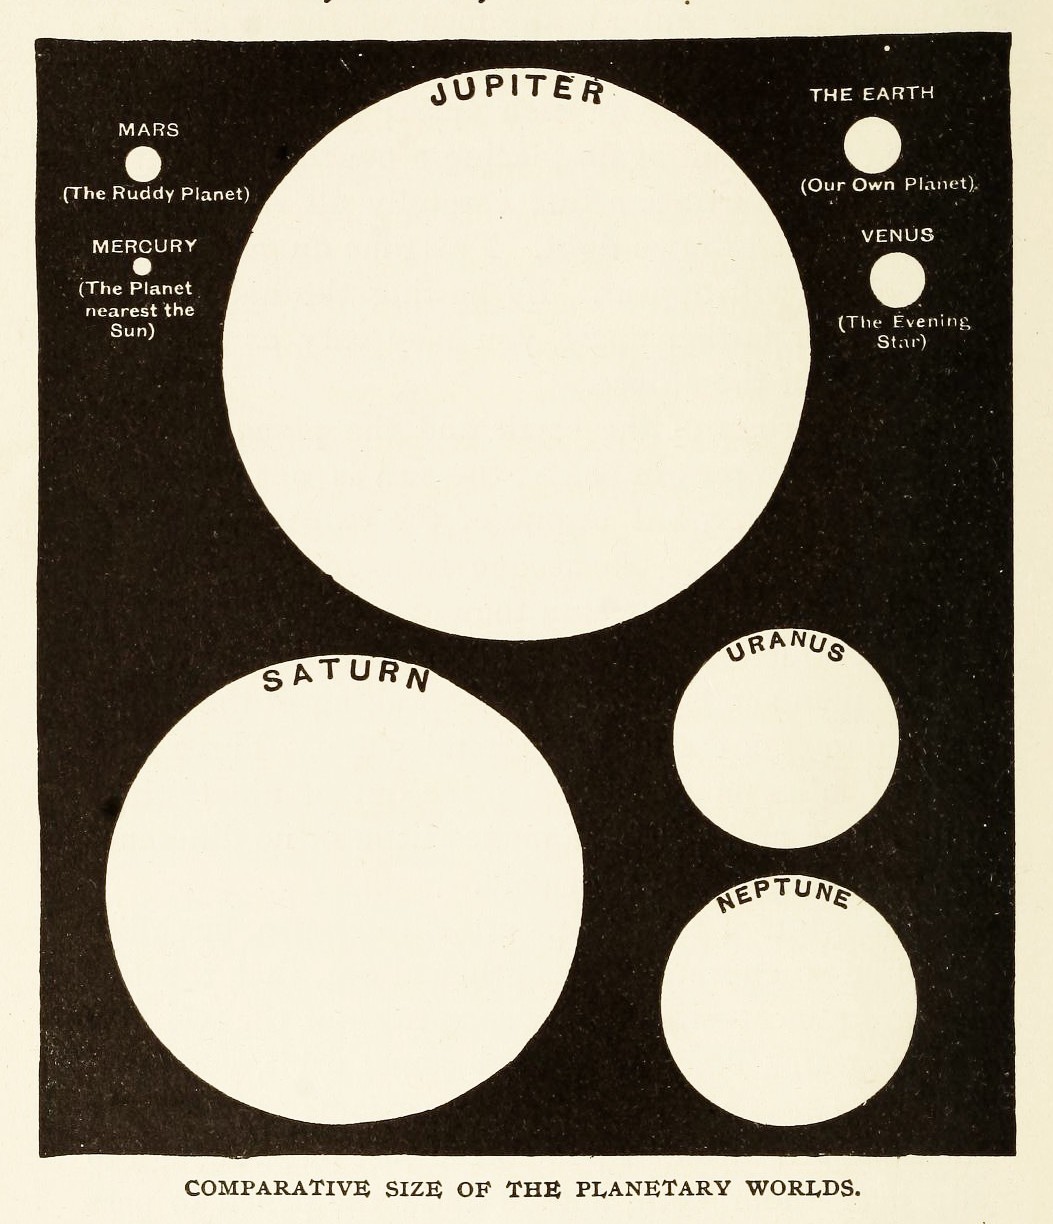 JUPITER
THE EARTH
(Our Own Planet).
MARS
(The Ruddy Planet)
MERCURY
(The Planet
nearest the
Sun)
VENUS
(The Evening
Star)
SATURN
URANUS
NEPTUNE
COMPARATIVE SIZE OF THE PLANETARY WORLDS.